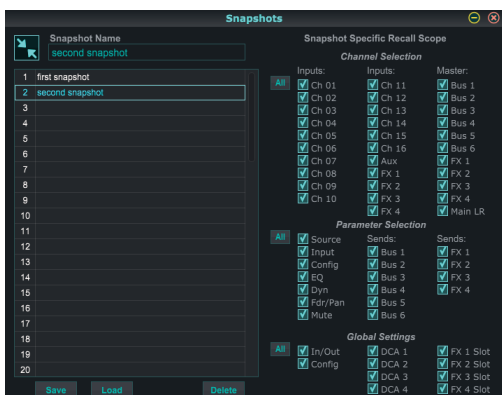 Snapshots
Snapshot Name
second snapshot
1 first snapshot
2 second snapshot
3
4
5
6
7
8
9
10
11
12
13
14
15
16
17
18
19
20
Save Load Delete
Snapshot Specific Recall Scope
Channel Selection
Inputs: Inputs: Master:
All Ch 01 Ch 11 Bus 1
Ch 02 Ch 12 Bus 2
Ch 03 Ch 13 Bus 3
Ch 04 Ch 14 Bus 4
Ch 05 Ch 15 Bus 5
Ch 06 Ch 16 Bus 6
Ch 07 Aux FX 1
Ch 08 FX 1 FX 2
Ch 09 FX 2 FX 3
Ch 10 FX 3 FX 4
FX 4 Main LR
Parameter Selection
All Source Sends: Sends:
Input Bus 1 FX 1
Config Bus 2 FX 2
EQ Bus 3 FX 3
Dyn Bus 4 FX 4
Fdr/Pan Bus 5
Mute Bus 6
Global Settings
All In/Out DCA 1 FX 1 Slot
Config DCA 2 FX 2 Slot
DCA 3 FX 3 Slot
DCA 4 FX 4 Slot